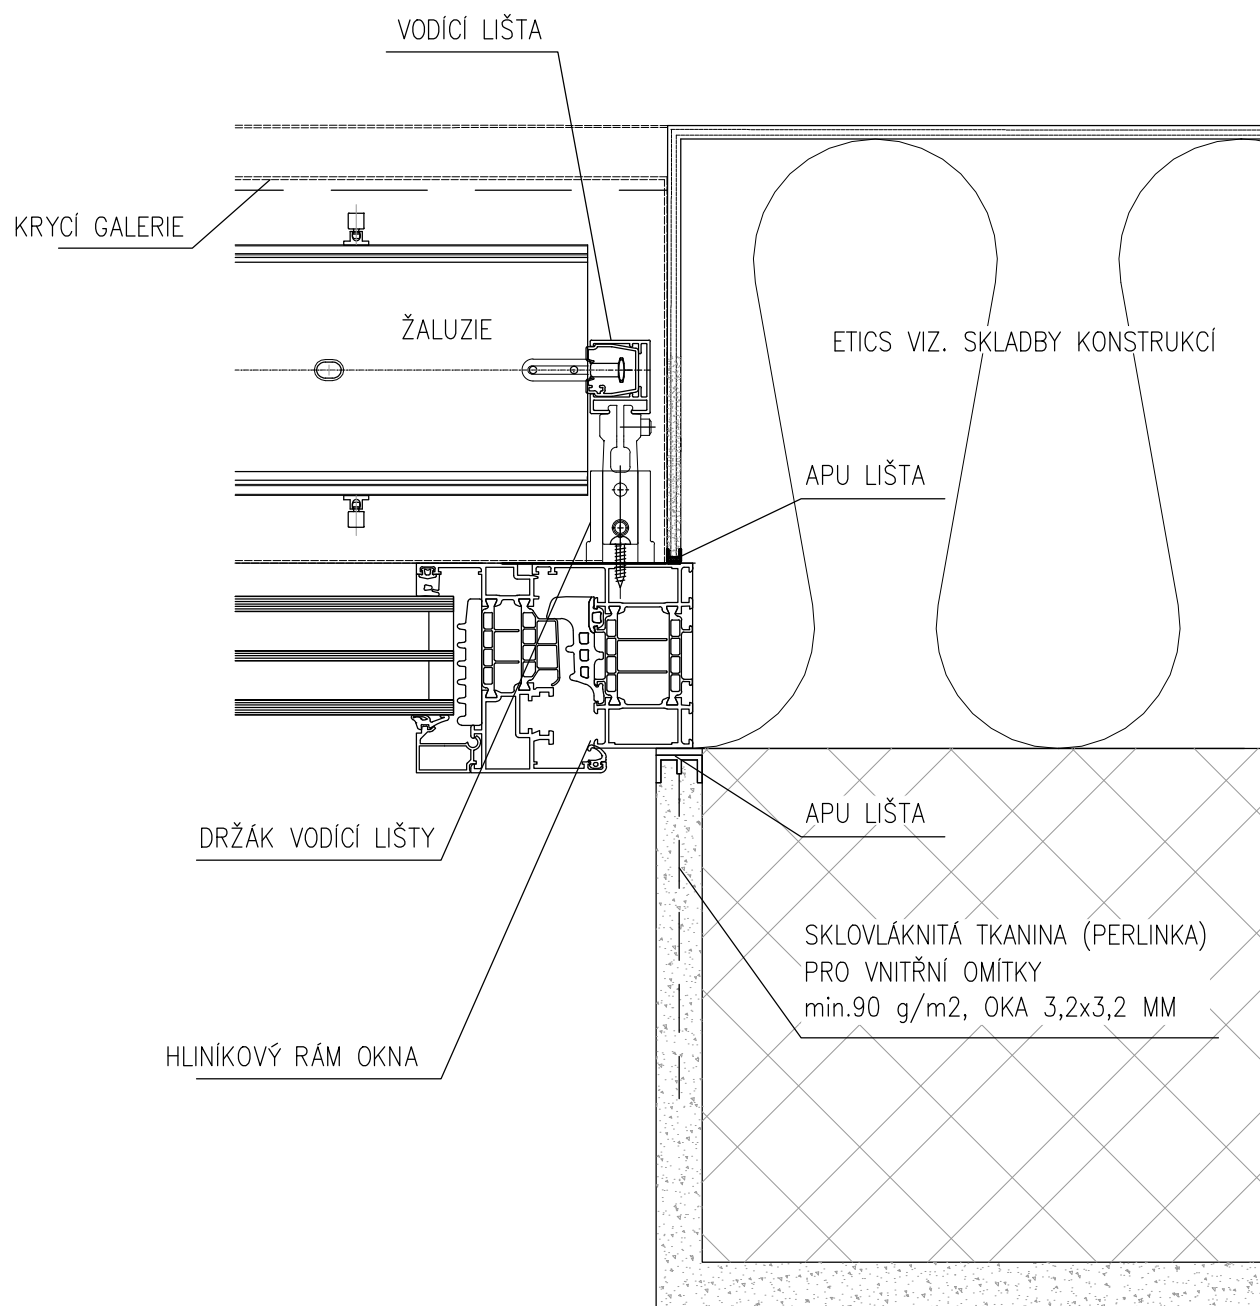 VODÍCÍ LIŠTA
KRYCÍ GALERIE
ŽALUZIE
ETICS VIZ. SKLADBY KONSTRUKCÍ
APU LIŠTA
APU LIŠTA
DRŽÁK VODÍCÍ LIŠTY
SKLOVLÁKNITÁ TKANINA (PERLINKA)
PRO VNITŘNÍ OMÍTKY
min.90 g/m2, OKA 3,2x3,2 MM
HLINÍKOVÝ RÁM OKNA